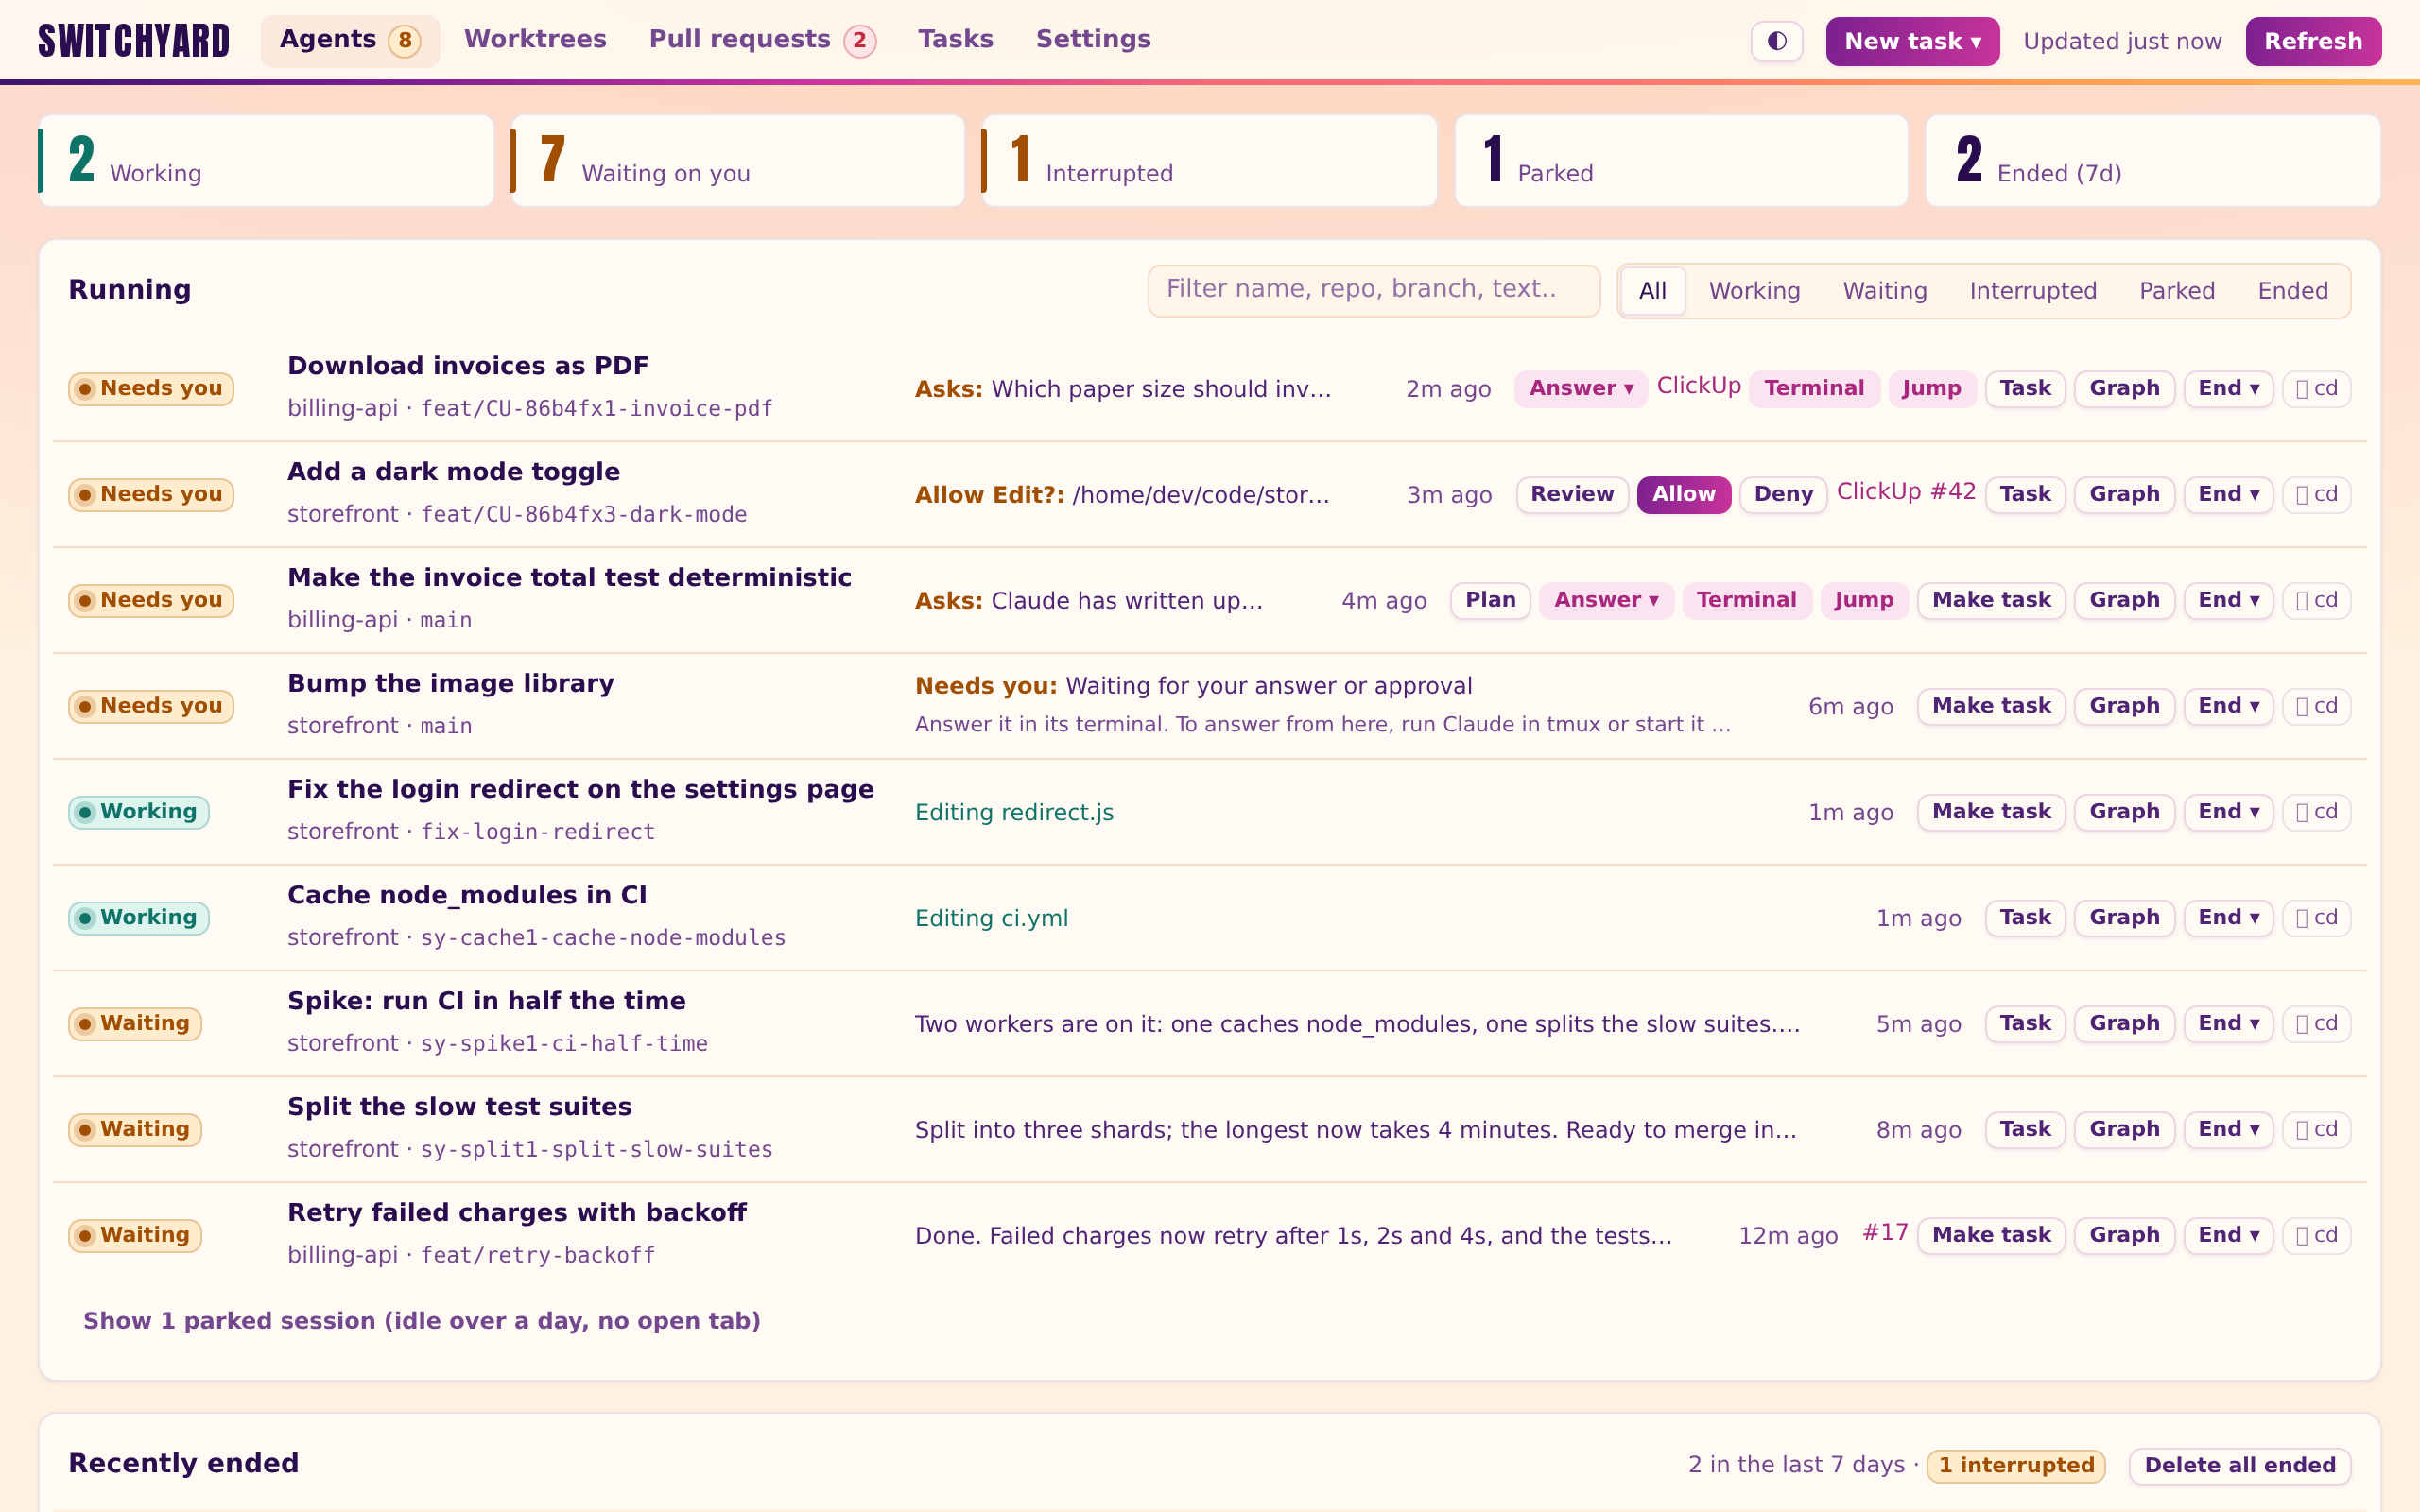 SWITCHYARD Agents 8 Worktrees Pull requests 2 Tasks Settings New task ▾ Updated just now Refresh
2 Working 7 Waiting on you 1 Interrupted 1 Parked 2 Ended (7d)
Running Filter name, repo, branch, text.. All Working Waiting Interrupted Parked Ended
Needs you Download invoices as PDF Asks: Which paper size should inv… 2m ago Answer ▾ ClickUp Terminal Jump Task Graph End ▾ cd
billing-api · feat/CU-86b4fx1-invoice-pdf
Needs you Add a dark mode toggle Allow Edit?: /home/dev/code/stor… 3m ago Review Allow Deny ClickUp #42 Task Graph End ▾ cd
storefront · feat/CU-86b4fx3-dark-mode
Needs you Make the invoice total test deterministic Asks: Claude has written up… 4m ago Plan Answer ▾ Terminal Jump Make task Graph End ▾ cd
billing-api · main
Needs you Bump the image library Needs you: Waiting for your answer or approval 6m ago Make task Graph End ▾ cd
storefront · main Answer it in its terminal. To answer from here, run Claude in tmux or start it …
Working Fix the login redirect on the settings page Editing redirect.js 1m ago Make task Graph End ▾ cd
storefront · fix-login-redirect
Working Cache node_modules in CI Editing ci.yml 1m ago Task Graph End ▾ cd
storefront · sy-cache1-cache-node-modules
Waiting Spike: run CI in half the time Two workers are on it: one caches node_modules, one splits the slow suites.… 5m ago Task Graph End ▾ cd
storefront · sy-spike1-ci-half-time
Waiting Split the slow test suites Split into three shards; the longest now takes 4 minutes. Ready to merge in… 8m ago Task Graph End ▾ cd
storefront · sy-split1-split-slow-suites
Waiting Retry failed charges with backoff Done. Failed charges now retry after 1s, 2s and 4s, and the tests… 12m ago #17 Make task Graph End ▾ cd
billing-api · feat/retry-backoff
Show 1 parked session (idle over a day, no open tab)
Recently ended 2 in the last 7 days · 1 interrupted Delete all ended